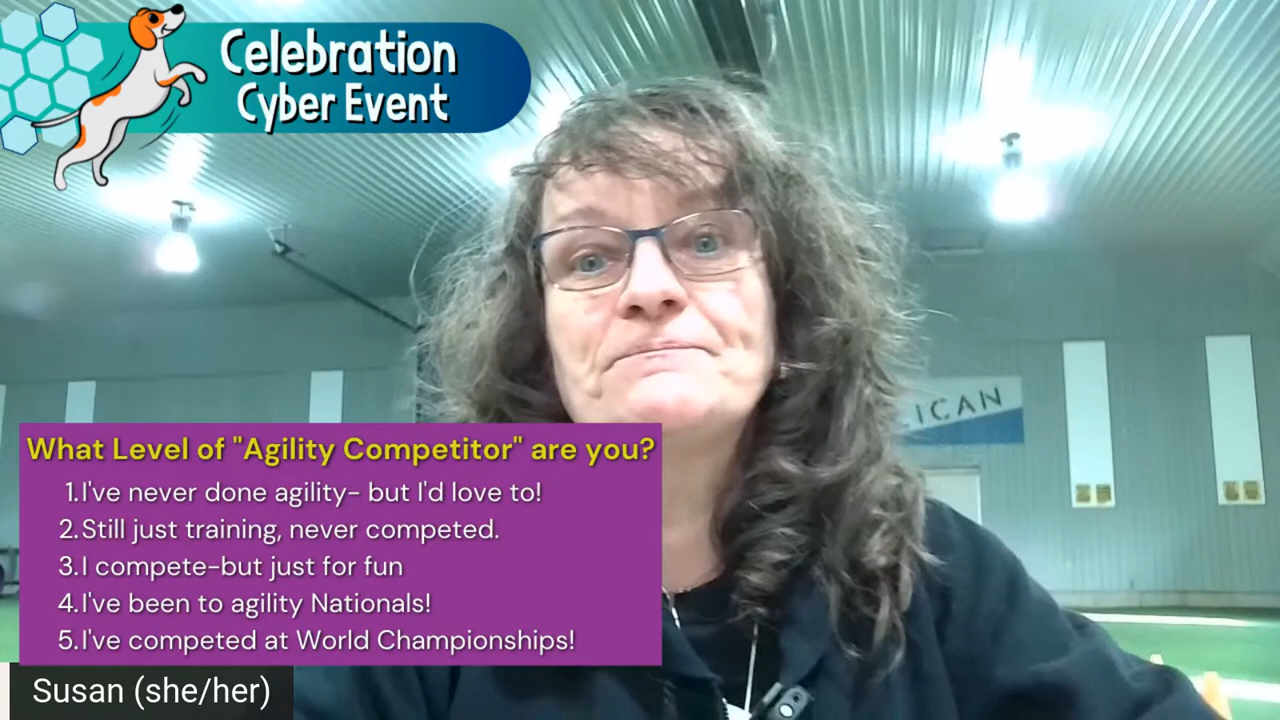 Celebration
Cyber Event
ICAN
What Level of "Agility Competitor" are you?
1.I've never done agility- but I'd love to!
2.Still just training, never competed.
3.I compete-but just for fun
4.I've been to agility Nationals!
5.I've competed at World Championships!
Susan (she/her)